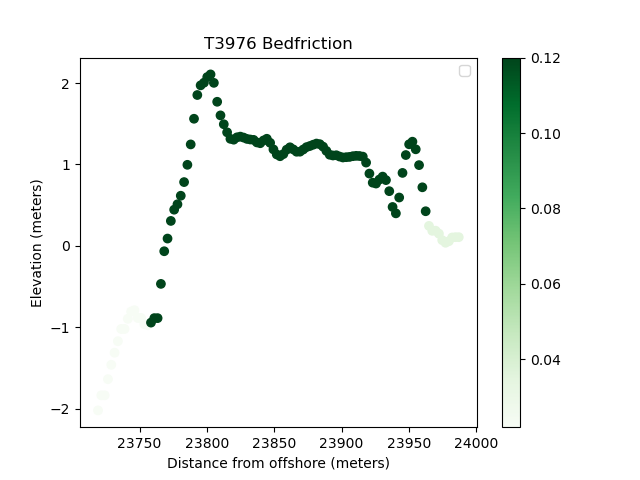 T3976 Bedfriction
Elevation (meters)
2
1
0
−1
−2
23750 23800 23850 23900 23950 24000
Distance from offshore (meters)
0.12
0.10
0.08
0.06
0.04